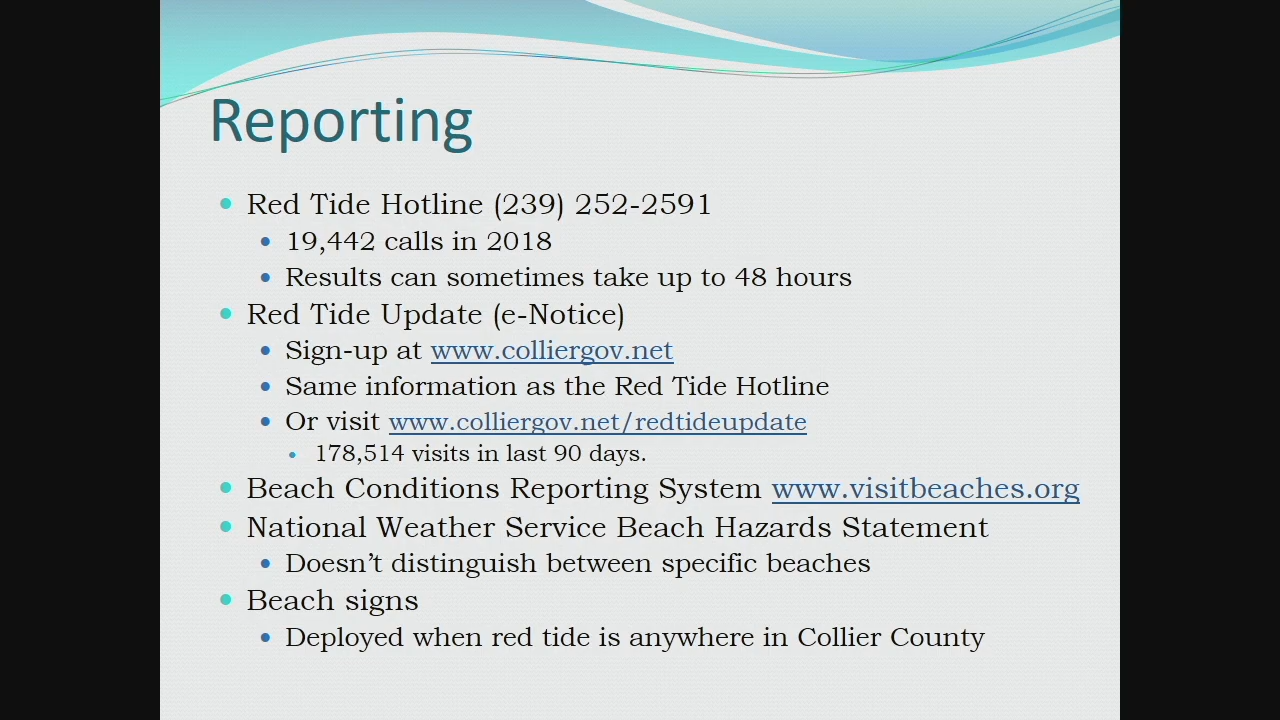 Reporting
Red Tide Hotline (239) 252-2591
19,442 calls in 2018
Results can sometimes take up to 48 hours
Red Tide Update (e-Notice)
Sign-up at www.colliergov.net
Same information as the Red Tide Hotline
Or visit www.colliergov.net/redtideupdate
178,514 visits in last 90 days.
Beach Conditions Reporting System www.visitbeaches.org
National Weather Service Beach Hazards Statement
Doesn’t distinguish between specific beaches
Beach signs
Deployed when red tide is anywhere in Collier County